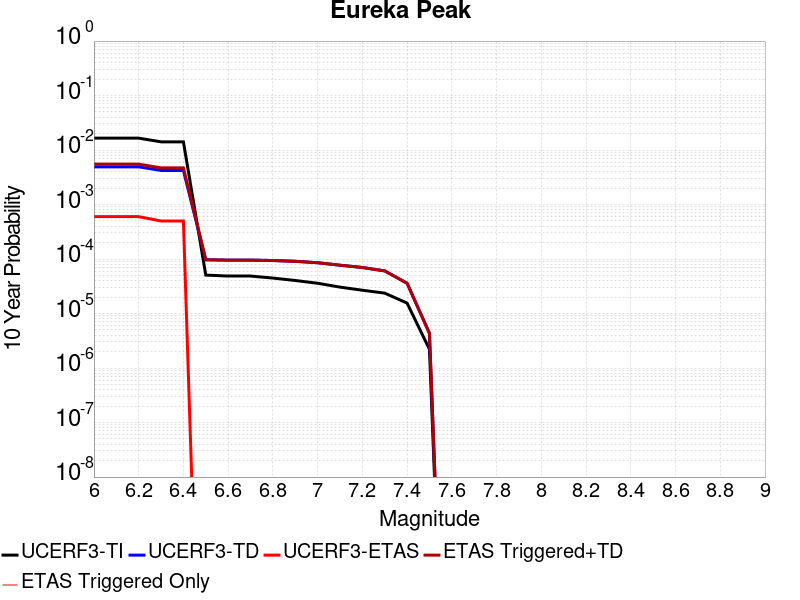 Eureka Peak
10^0
10^-1
10^-2
10^-3
10^-4
10^-5
10^-6
10^-7
10^-8
10 Year Probability
6 6.2 6.4 6.6 6.8 7 7.2 7.4 7.6 7.8 8 8.2 8.4 8.6 8.8 9
Magnitude
UCERF3-TI UCERF3-TD UCERF3-ETAS ETAS Triggered+TD
ETAS Triggered Only